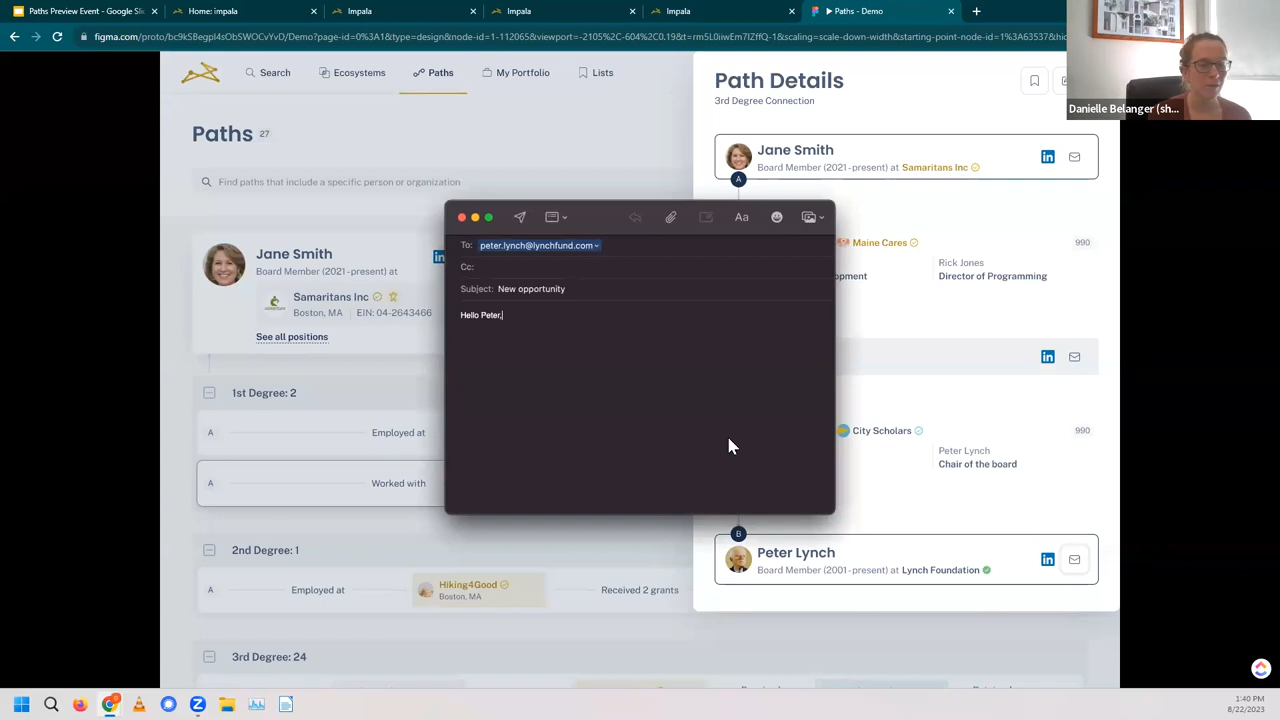 Paths Preview Event - Google Slid
Home: impala
Impala
Impala
Impala
Paths - Demo
figma.com/proto/bc9kSBegpI4sObSWOCvYvD/Demo?page-id=0%3A1&type=design&node-id=1-112065&viewport=-2105%2C-604%2C0.19&t=rm5L0iiwEm7IZffQ-1&scaling=scale-down-width&starting-point-node-id=1%3A63537&hid
Danielle Belanger (sh...
Search
Ecosystems
Paths
My Portfolio
Lists
Paths 27
Find paths that include a specific person or organization
Jane Smith
Board Member (2021-present) at
Samaritans Inc
Boston, MA
EIN: 04-2643466
See all positions
1st Degree: 2
A
Employed at
A
Worked with
2nd Degree: 1
A
Employed at
Hiking4Good
Boston, MA
Received 2 grants
3rd Degree: 24
To: peter.lynch@lynchfund.com
Cc:
Subject: New opportunity
Hello Peter,
Aa
Path Details
3rd Degree Connection
Jane Smith
Board Member (2021-present) at Samaritans Inc
A
Maine Cares
990
opment
Rick Jones
Director of Programming
City Scholars
990
Peter Lynch
Chair of the board
B
Peter Lynch
Board Member (2001-present) at Lynch Foundation
1:40 PM
8/22/2023